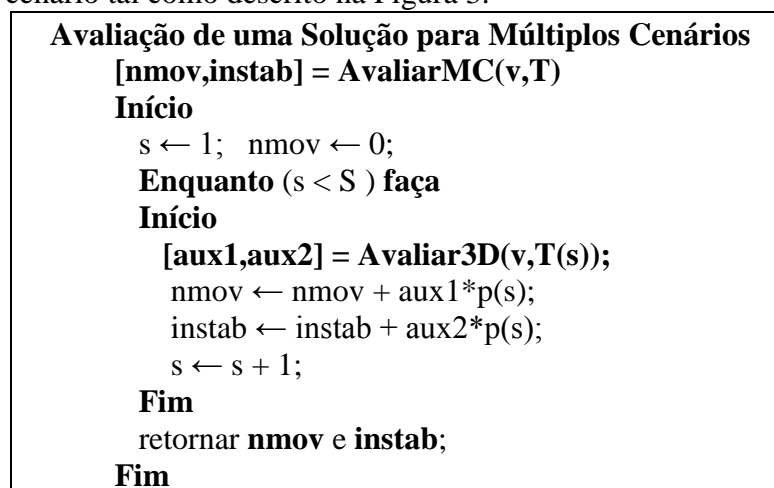 cenário tal como descrito na Figura 3.
Avaliação de uma Solução para Múltiplos Cenários
[nmov,instab] = AvaliarMC(v,T)
Início
s ← 1; nmov ← 0;
Enquanto (s < S ) faça
Início
[aux1,aux2] = Avaliar3D(v,T(s));
nmov ← nmov + aux1*p(s);
instab ← instab + aux2*p(s);
s ← s + 1;
Fim
retornar nmov e instab;
Fim